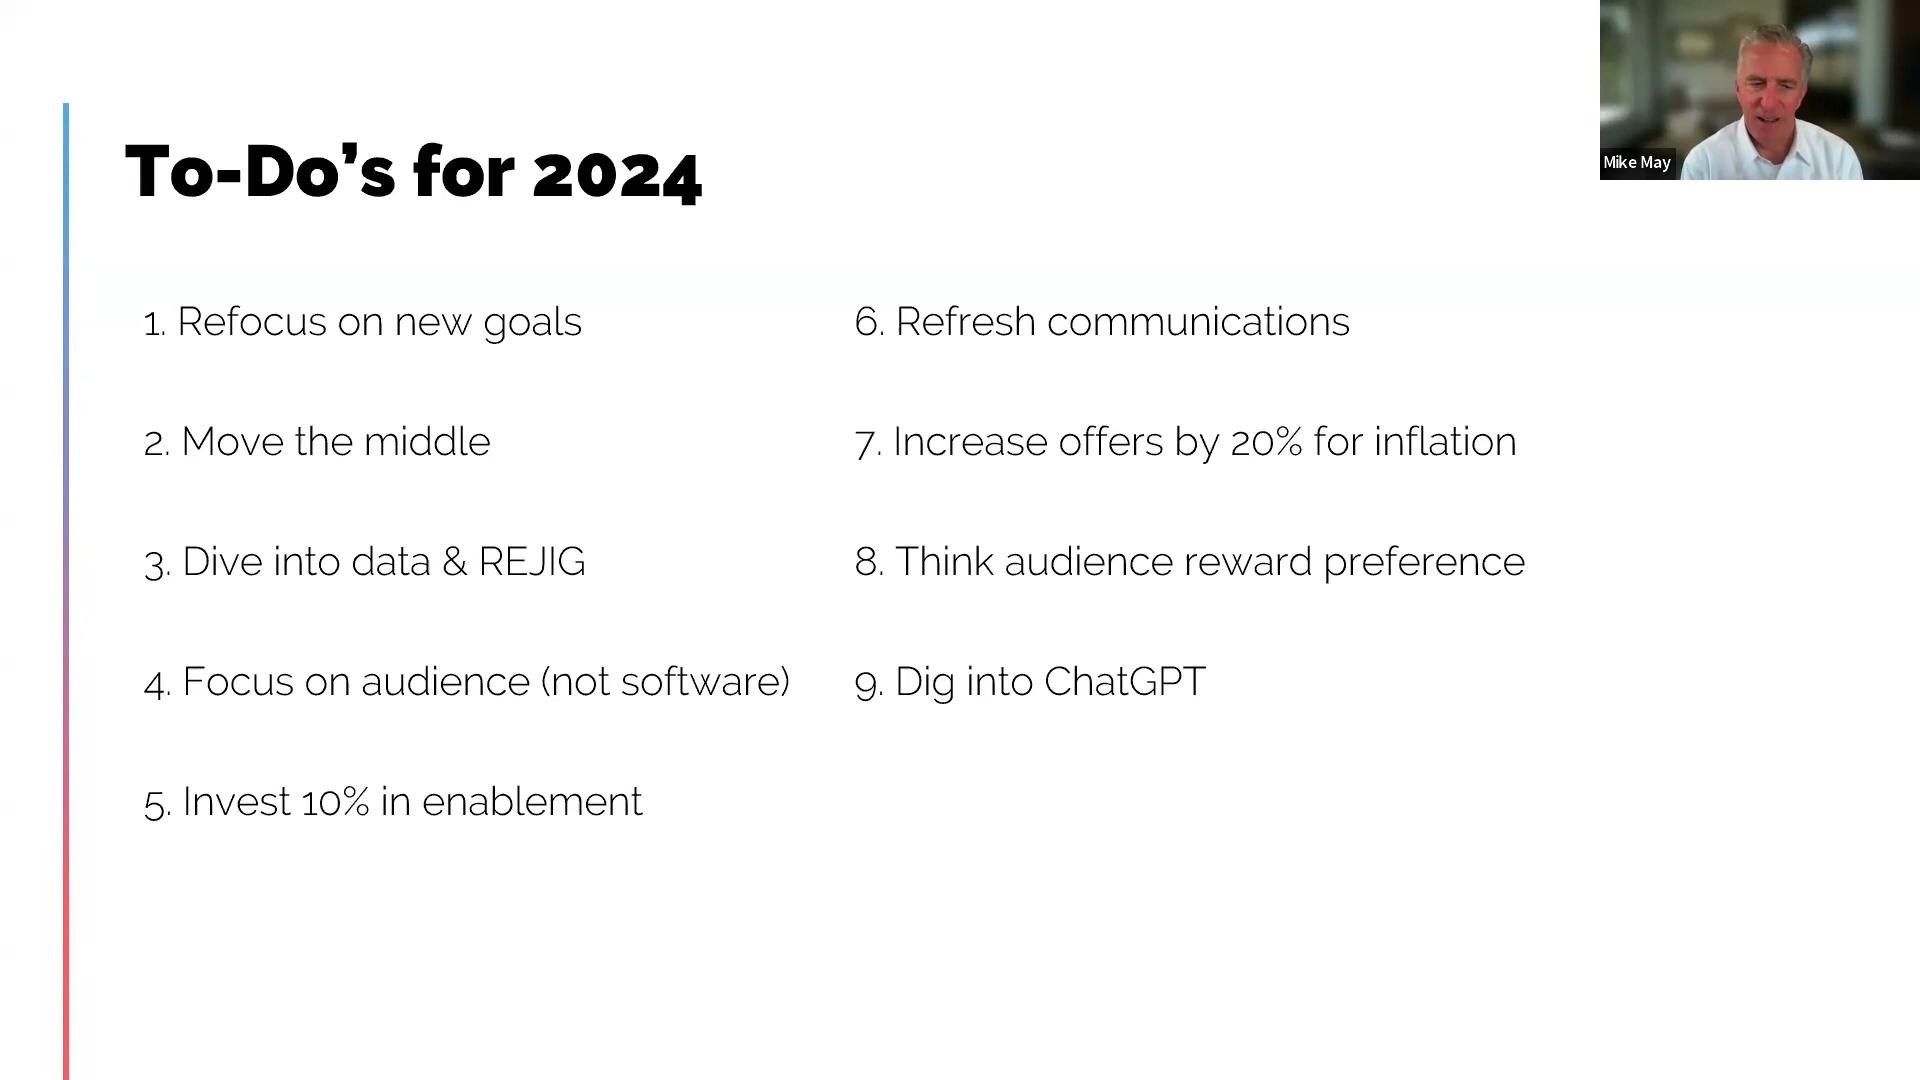 To-Do’s for 2024
1. Refocus on new goals
2. Move the middle
3. Dive into data & REJIG
4. Focus on audience (not software)
5. Invest 10% in enablement
6. Refresh communications
7. Increase offers by 20% for inflation
8. Think audience reward preference
9. Dig into ChatGPT
Mike May